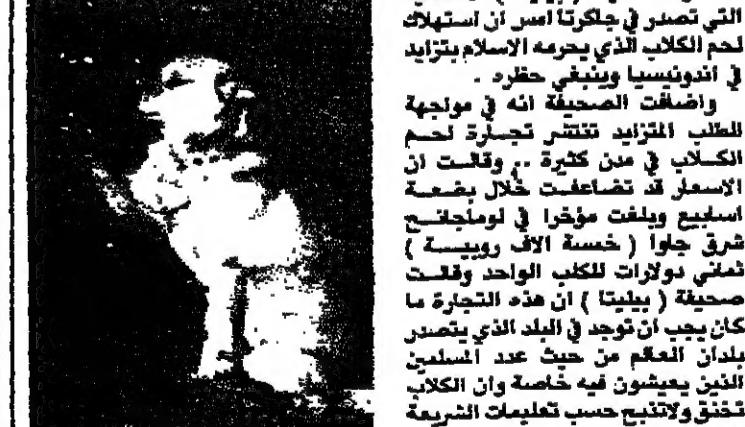 التي تصدر في جاكرتا امس ان استهلاك
لحم الكلاب الذي يحرمه الاسلام يتزايد
في اندونيسيا وينبغي حظره .
واضافت الصحيفة انه في مواجهة
الطلب المتزايد تنتشر تجارة لحم
الكلاب في مدن كثيرة .. وقالت ان
الاسعار قد تضاعفت خلال بضعة
اسابيع وبلغت مؤخرا في لوماجانج
شرق جاوا ( خمسة الاف روبيـة )
ثماني دولارات للكلب الواحد وقالت
صحيفة ( بيليتا ) ان هذه التجارة ما
كان يجب ان توجد في البلد الذي يتصدر
بلدان العالم من حيث عدد المسلمين
الذين يعيشون فيه خاصة وان الكلاب
تخنق ولاتذبح حسب تعليمات الشريعة